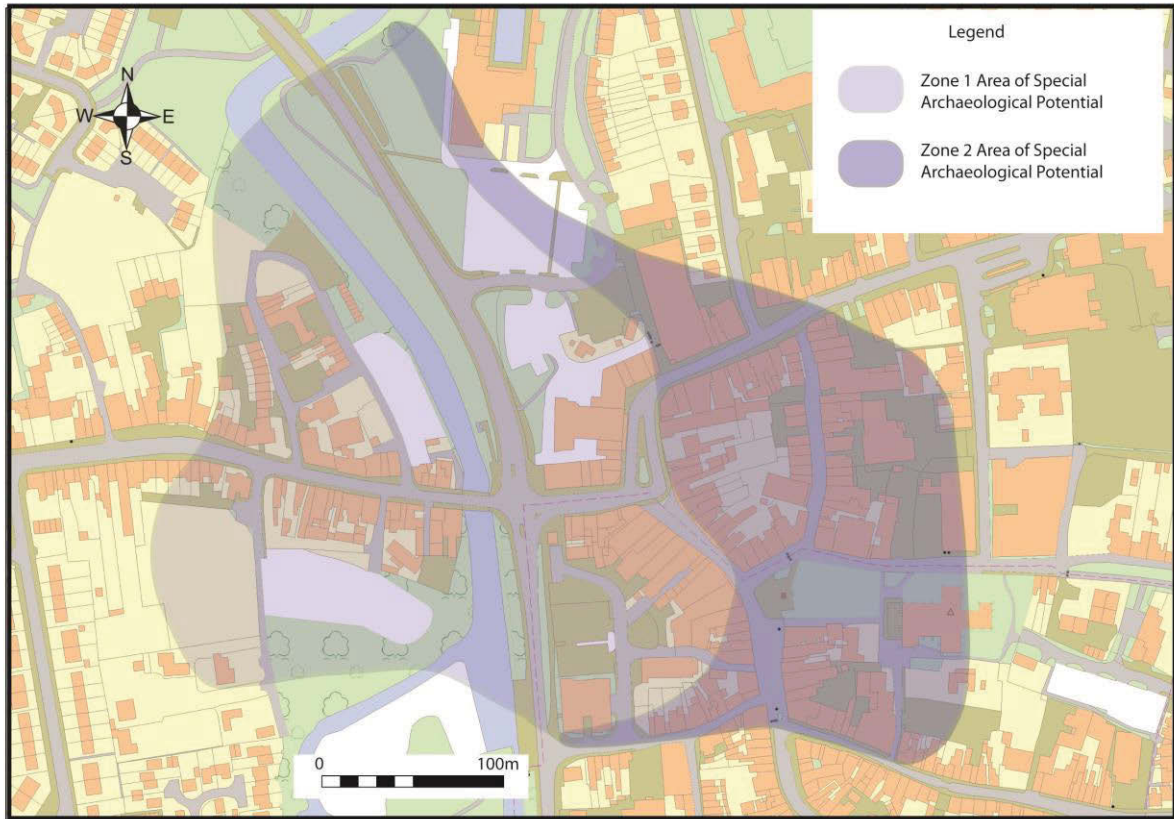 Legend
Zone 1 Area of Special
Archaeological Potential
Zone 2 Area of Special
Archaeological Potential
N
W E
S
0 100m